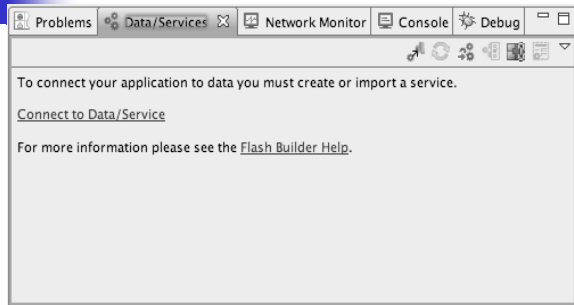 Problems Data/Services Network Monitor Console Debug
To connect your application to data you must create or import a service.
Connect to Data/Service
For more information please see the Flash Builder Help.